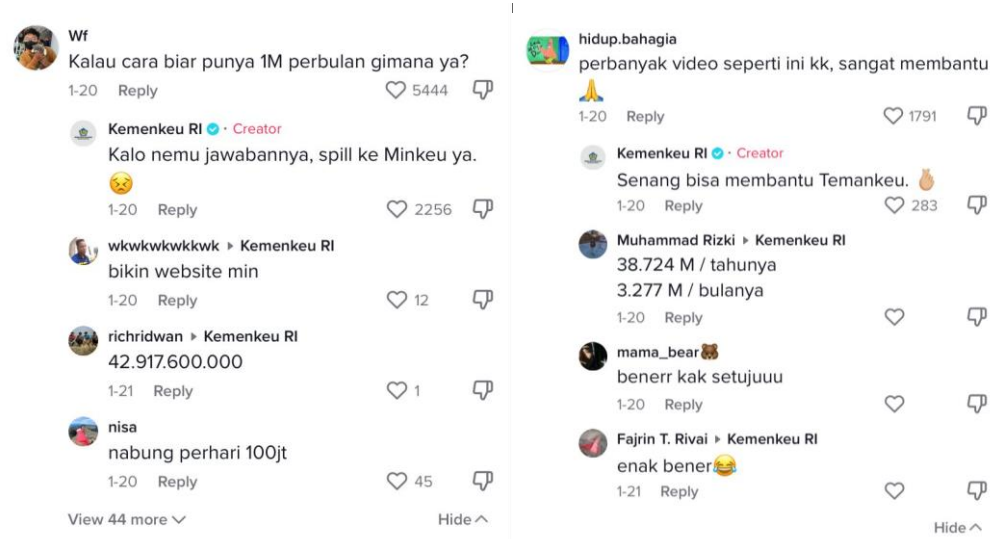 Wf
Kalau cara biar punya 1M perbulan gimana ya?
1-20 Reply 5444
Kemenkeu RI · Creator
Kalo nemu jawabannya, spill ke Minkeu ya.
😣
1-20 Reply 2256
wkwkwkwkkwk ▸ Kemenkeu RI
bikin website min
1-20 Reply 12
richridwan ▸ Kemenkeu RI
42.917.600.000
1-21 Reply 1
nisa
nabung perhari 100jt
1-20 Reply 45
View 44 more
Hide
hidup.bahagia
perbanyak video seperti ini kk, sangat membantu
🙏
1-20 Reply 1791
Kemenkeu RI · Creator
Senang bisa membantu Temankeu. 🫰🏼
1-20 Reply 283
Muhammad Rizki ▸ Kemenkeu RI
38.724 M / tahunya
3.277 M / bulanya
1-20 Reply
mama_bear🐻
benerr kak setujuuu
1-20 Reply
Fajrin T. Rivai ▸ Kemenkeu RI
enak bener😂
1-21 Reply
Hide